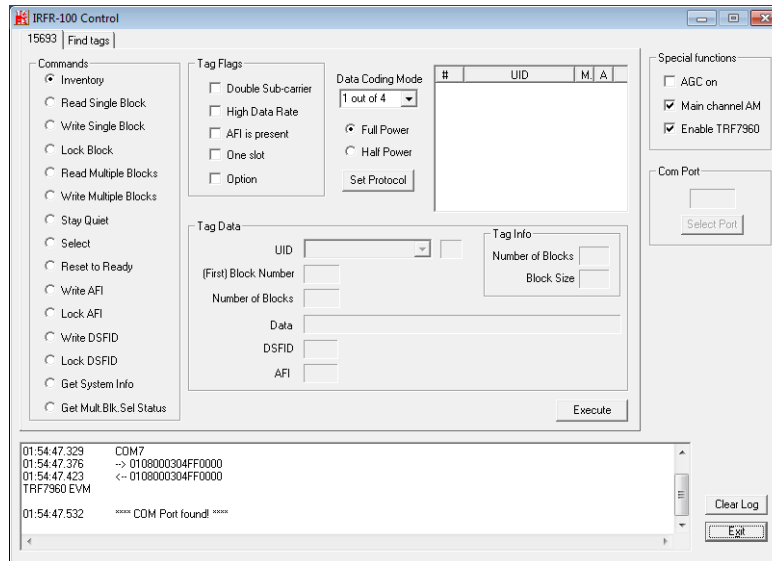 IRFR-100 Control
15693
Find tags
Commands
Inventory
Read Single Block
Write Single Block
Lock Block
Read Multiple Blocks
Write Multiple Blocks
Stay Quiet
Select
Reset to Ready
Write AFI
Lock AFI
Write DSFID
Lock DSFID
Get System Info
Get Mult.Blk.Sel Status
Tag Flags
Double Sub-carrier
High Data Rate
AFI is present
One slot
Option
Data Coding Mode
1 out of 4
Full Power
Half Power
Set Protocol
# UID M. A
Special functions
AGC on
Main channel AM
Enable TRF7960
Com Port
Select Port
Tag Data
UID
(First) Block Number
Number of Blocks
Data
DSFID
AFI
Tag Info
Number of Blocks
Block Size
Execute
01:54:47.329 COM7
01:54:47.376 --> 0108000304FF0000
01:54:47.423 <-- 0108000304FF0000
TRF7960 EVM
01:54:47.532 **** COM Port found! ****
Clear Log
Exit